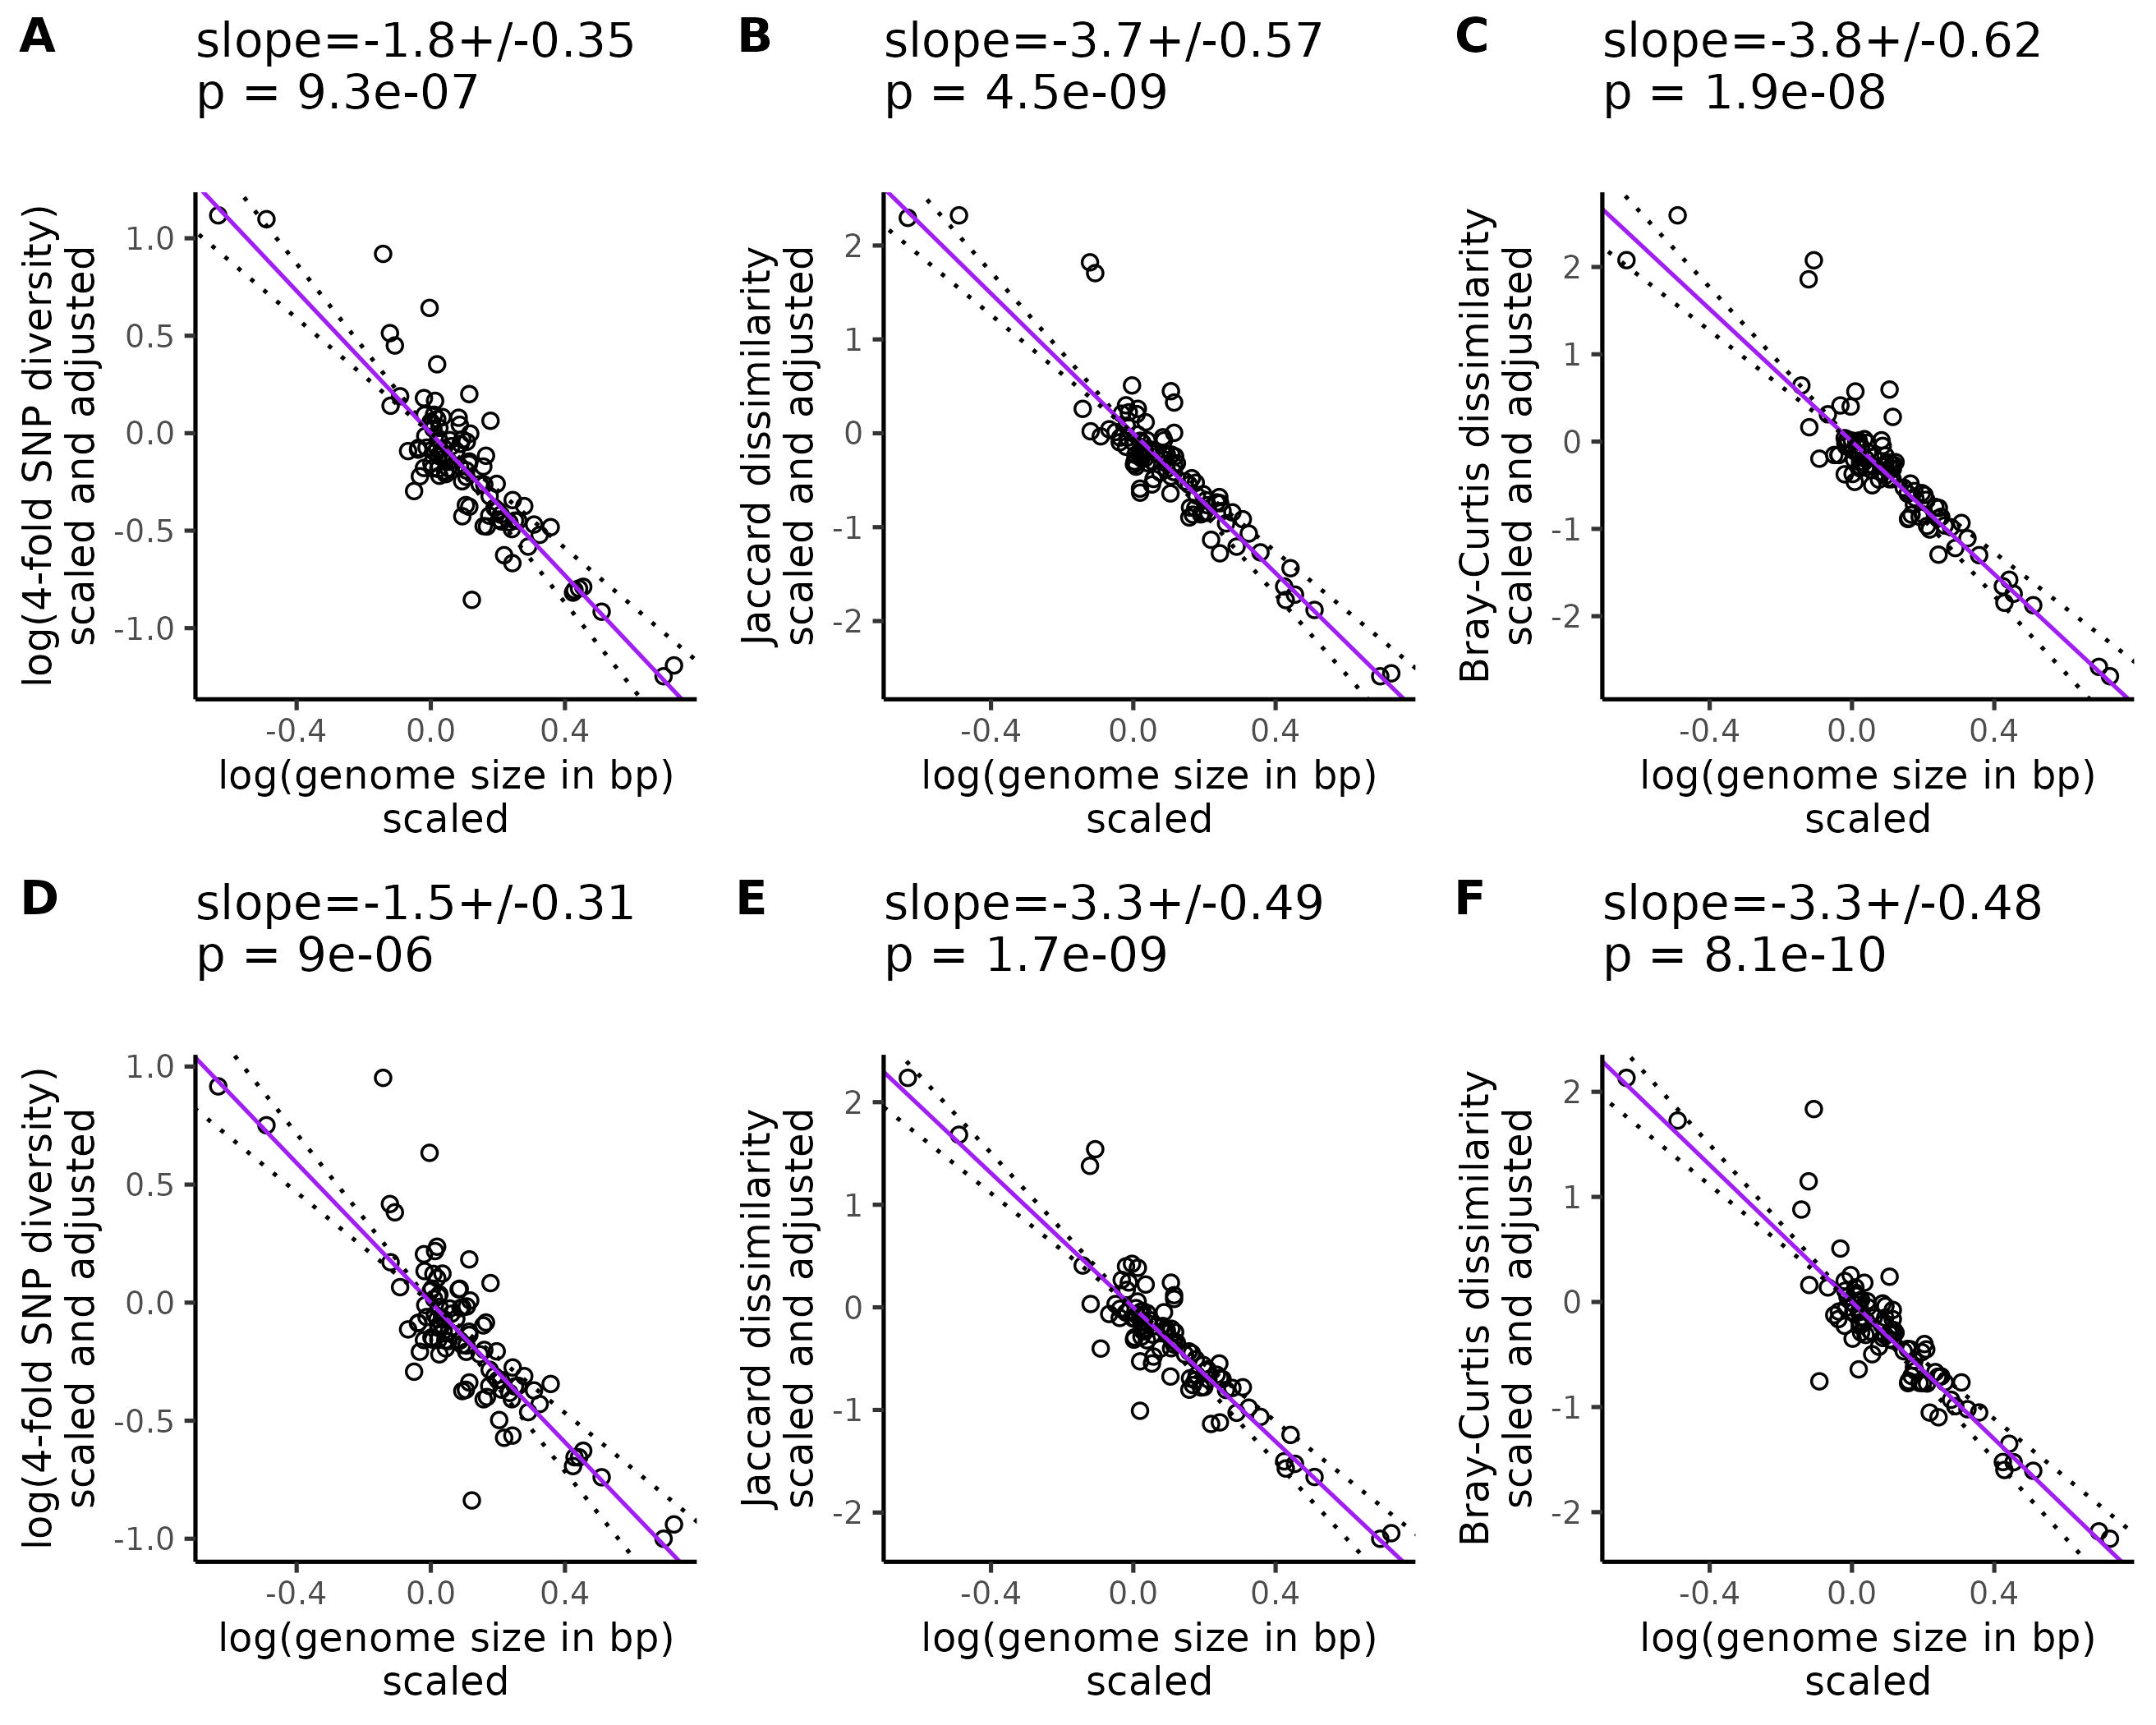 A
slope=-1.8+/-0.35
p = 9.3e-07
log(4-fold SNP diversity)
scaled and adjusted
1.0
0.5
0.0
-0.5
-1.0
-0.4 0.0 0.4
log(genome size in bp)
scaled
B
slope=-3.7+/-0.57
p = 4.5e-09
Jaccard dissimilarity
scaled and adjusted
2
1
0
-1
-2
-0.4 0.0 0.4
log(genome size in bp)
scaled
C
slope=-3.8+/-0.62
p = 1.9e-08
Bray-Curtis dissimilarity
scaled and adjusted
2
1
0
-1
-2
-0.4 0.0 0.4
log(genome size in bp)
scaled
D
slope=-1.5+/-0.31
p = 9e-06
log(4-fold SNP diversity)
scaled and adjusted
1.0
0.5
0.0
-0.5
-1.0
-0.4 0.0 0.4
log(genome size in bp)
scaled
E
slope=-3.3+/-0.49
p = 1.7e-09
Jaccard dissimilarity
scaled and adjusted
2
1
0
-1
-2
-0.4 0.0 0.4
log(genome size in bp)
scaled
F
slope=-3.3+/-0.48
p = 8.1e-10
Bray-Curtis dissimilarity
scaled and adjusted
2
1
0
-1
-2
-0.4 0.0 0.4
log(genome size in bp)
scaled